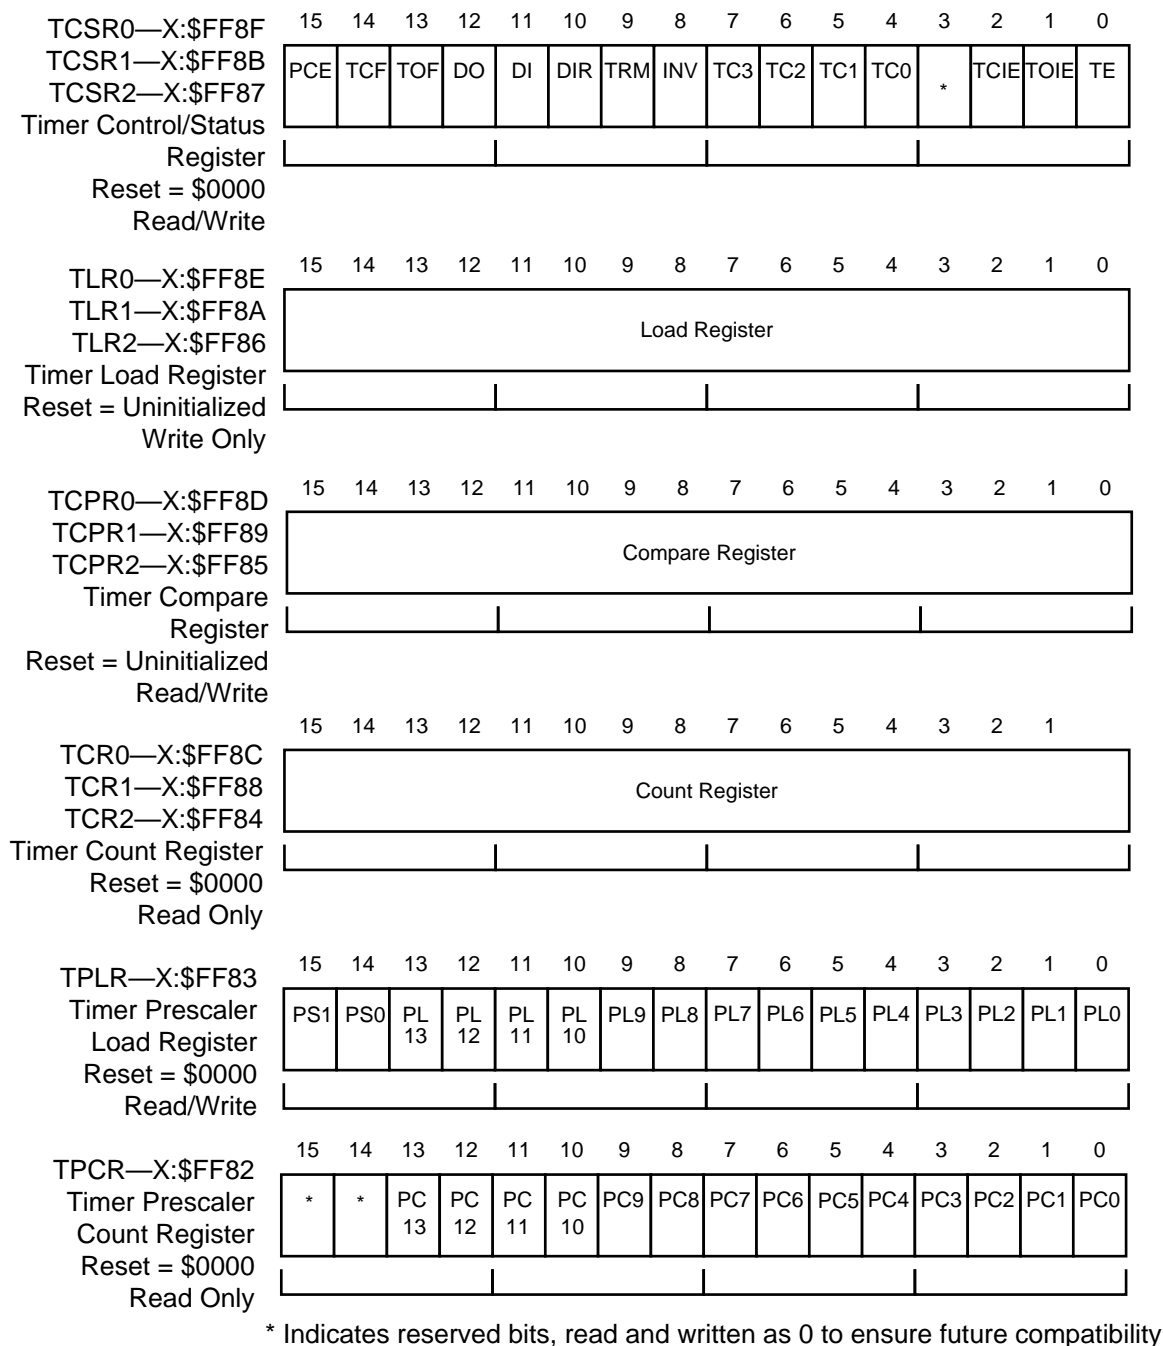 TCSR0—X:$FF8F
TCSR1—X:$FF8B
TCSR2—X:$FF87
Timer Control/Status
Register
Reset = $0000
Read/Write
15 14 13 12 11 10 9 8 7 6 5 4 3 2 1 0
PCE TCF TOF DO DI DIR TRM INV TC3 TC2 TC1 TC0 * TCIE TOIE TE
TLR0—X:$FF8E
TLR1—X:$FF8A
TLR2—X:$FF86
Timer Load Register
Reset = Uninitialized
Write Only
15 14 13 12 11 10 9 8 7 6 5 4 3 2 1 0
Load Register
TCPR0—X:$FF8D
TCPR1—X:$FF89
TCPR2—X:$FF85
Timer Compare
Register
Reset = Uninitialized
Read/Write
15 14 13 12 11 10 9 8 7 6 5 4 3 2 1 0
Compare Register
TCR0—X:$FF8C
TCR1—X:$FF88
TCR2—X:$FF84
Timer Count Register
Reset = $0000
Read Only
15 14 13 12 11 10 9 8 7 6 5 4 3 2 1
Count Register
TPLR—X:$FF83
Timer Prescaler
Load Register
Reset = $0000
Read/Write
15 14 13 12 11 10 9 8 7 6 5 4 3 2 1 0
PS1 PS0 PL PL PL PL PL9 PL8 PL7 PL6 PL5 PL4 PL3 PL2 PL1 PL0
13 12 11 10
TPCR—X:$FF82
Timer Prescaler
Count Register
Reset = $0000
Read Only
15 14 13 12 11 10 9 8 7 6 5 4 3 2 1 0
* * PC PC PC PC PC9 PC8 PC7 PC6 PC5 PC4 PC3 PC2 PC1 PC0
13 12 11 10
* Indicates reserved bits, read and written as 0 to ensure future compatibility